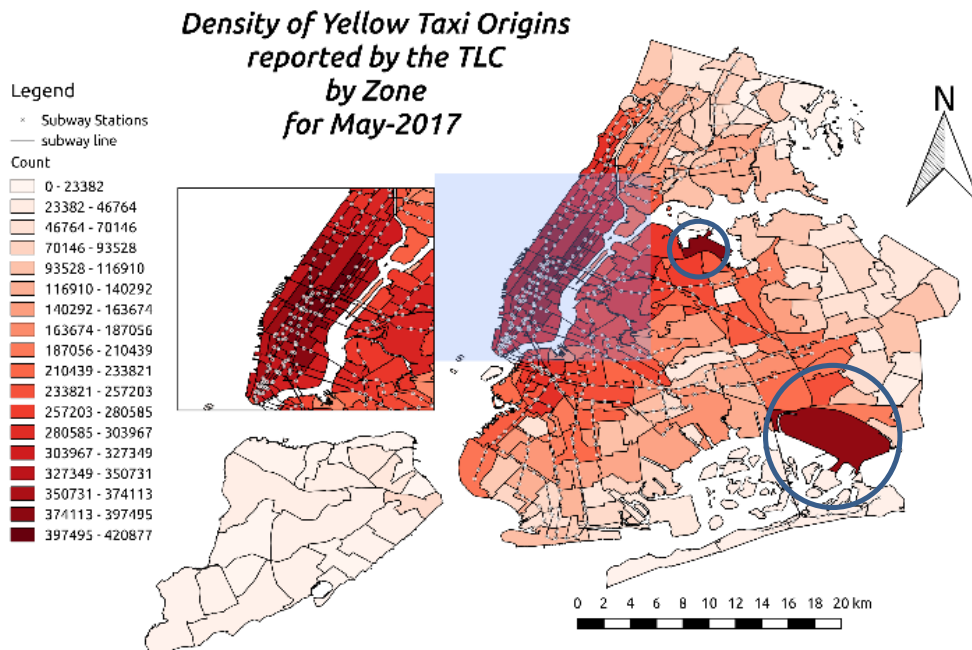 Density of Yellow Taxi Origins
reported by the TLC
by Zone
for May-2017
Legend
Subway Stations
subway line
Count
0 - 23382
23382 - 46764
46764 - 70146
70146 - 93528
93528 - 116910
116910 - 140292
140292 - 163674
163674 - 187056
187056 - 210439
210439 - 233821
233821 - 257203
257203 - 280585
280585 - 303967
303967 - 327349
327349 - 350731
350731 - 374113
374113 - 397495
397495 - 420877
N
0 2 4 6 8 10 12 14 16 18 20 km